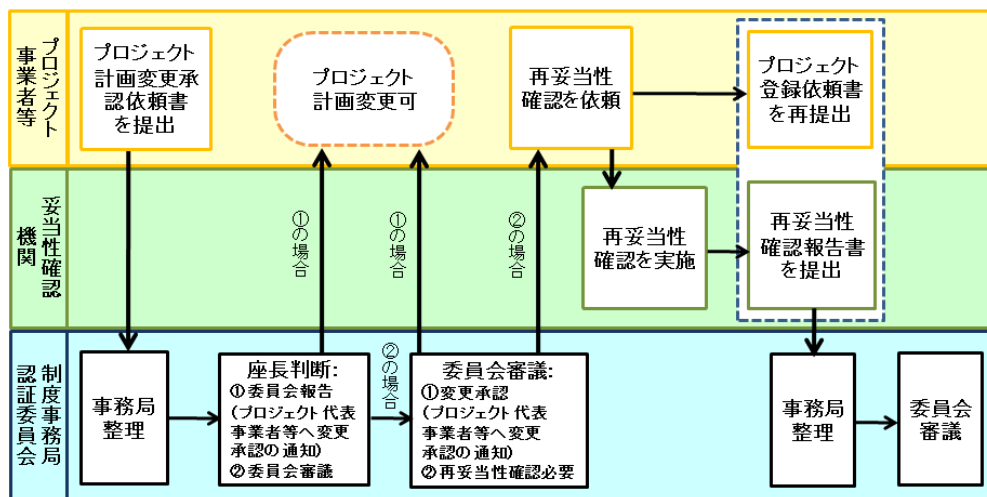 プロジェクト
事業者等
プロジェクト
計画変更承
認依頼書
を提出
プロジェクト
計画変更可
再妥当性
確認を依頼
プロジェクト
登録依頼書
を再提出
妥当性確認
機関
①の場合
①の場合
②の場合
再妥当性
確認を実施
再妥当性
確認報告書
を提出
制度事務局
認証委員会
事務局
整理
座長判断:
①委員会報告
(プロジェクト代表
事業者等へ変更
承認の通知)
②委員会審議
②の場合
委員会審議:
①変更承認
(プロジェクト代表
事業者等へ変更
承認の通知)
②再妥当性確認必要
事務局
整理
委員会
審議